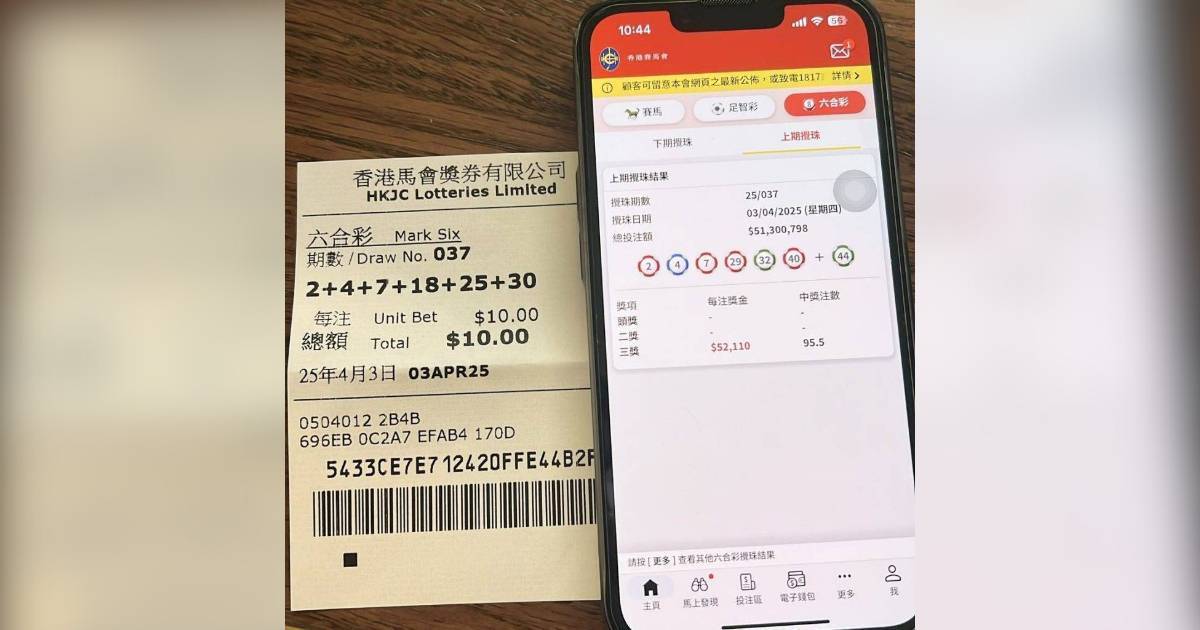 香港馬會獎券有限公司
HKJC Lotteries Limited
六合彩 Mark Six
期數/Draw No. 037
2+4+7+18+25+30
每注 Unit Bet $10.00
總額 Total $10.00
25年4月3日 03APR25
0504012 2B4B
696EB 0C2A7 EFAB4 170D
5433CE7E7 12420FFE44B2F
10:44
56
香港賽馬會
1
顧客可留意本會網頁之最新公佈，或致電1817 詳情 >
賽馬 足智彩 六合彩
下期攪珠 上期攪珠
上期攪珠結果
攪珠期數 25/037
攪珠日期 03/04/2025 (星期四)
總投注額 $51,300,798
2 4 7 29 32 40 + 44
獎項 每注獎金 中獎注數
頭獎 - -
二獎 - -
三獎 $52,110 95.5
請按 [ 更多 ] 查看其他六合彩攪珠結果
主頁 馬上發現 投注區 電子錢包 更多 我